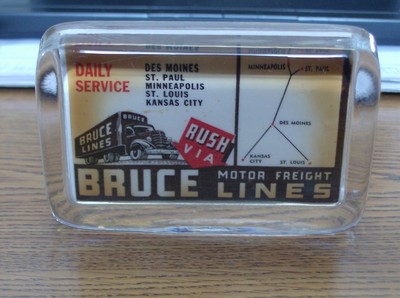 DAILY
SERVICE
DES MOINES
ST. PAUL
MINNEAPOLIS
ST. LOUIS
KANSAS CITY
BRUCE
BRUCE
LINES
RUSH
VIA
BRUCE MOTOR FREIGHT
LINES
MINNEAPOLIS
ST. PAUL
DES MOINES
KANSAS
CITY
ST. LOUIS